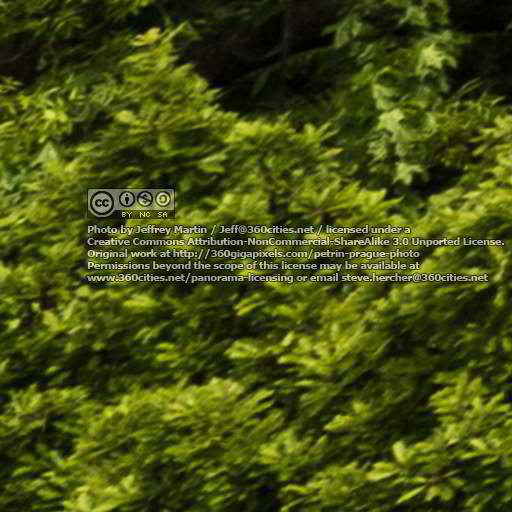 cc BY NC SA
Photo by Jeffrey Martin / Jeff@360cities.net / licensed under a
Creative Commons Attribution-NonCommercial-ShareAlike 3.0 Unported License.
Original work at http://360gigapixels.com/petrin-prague-photo
Permissions beyond the scope of this license may be available at
www.360cities.net/panorama-licensing or email steve.hercher@360cities.net